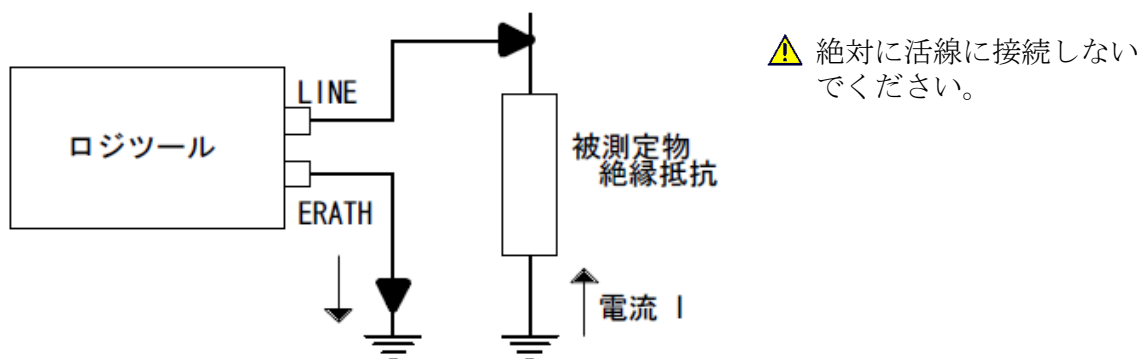 ロジツール
LINE
ERATH
被測定物
絶縁抵抗
電流 I
絶対に活線に接続しない
でください。